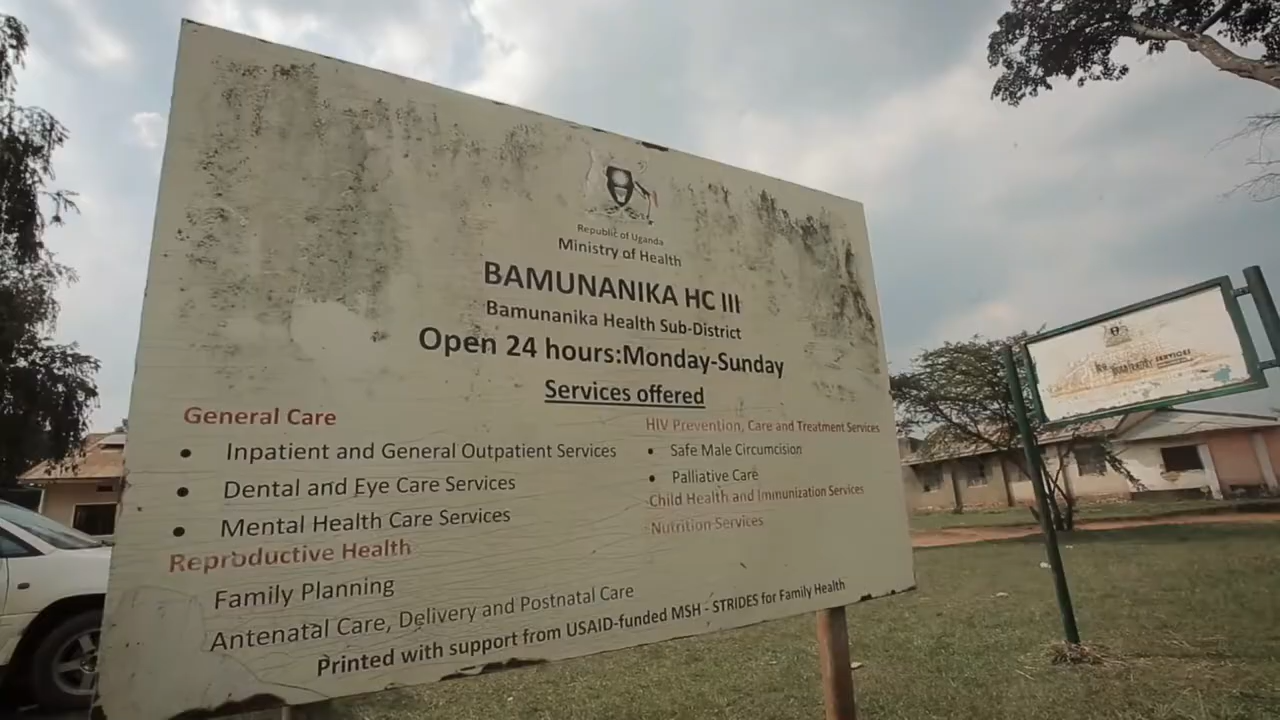 Republic of Uganda
Ministry of Health
BAMUNANIKA HC III
Bamunanika Health Sub-District
Open 24 hours:Monday-Sunday
Services offered
General Care
• Inpatient and General Outpatient Services
• Dental and Eye Care Services
• Mental Health Care Services
Reproductive Health
Family Planning
Antenatal Care, Delivery and Postnatal Care
HIV Prevention, Care and Treatment Services
• Safe Male Circumcision
• Palliative Care
Child Health and Immunization Services
Nutrition Services
Printed with support from USAID-funded MSH - STRIDES for Family Health
SERVICES